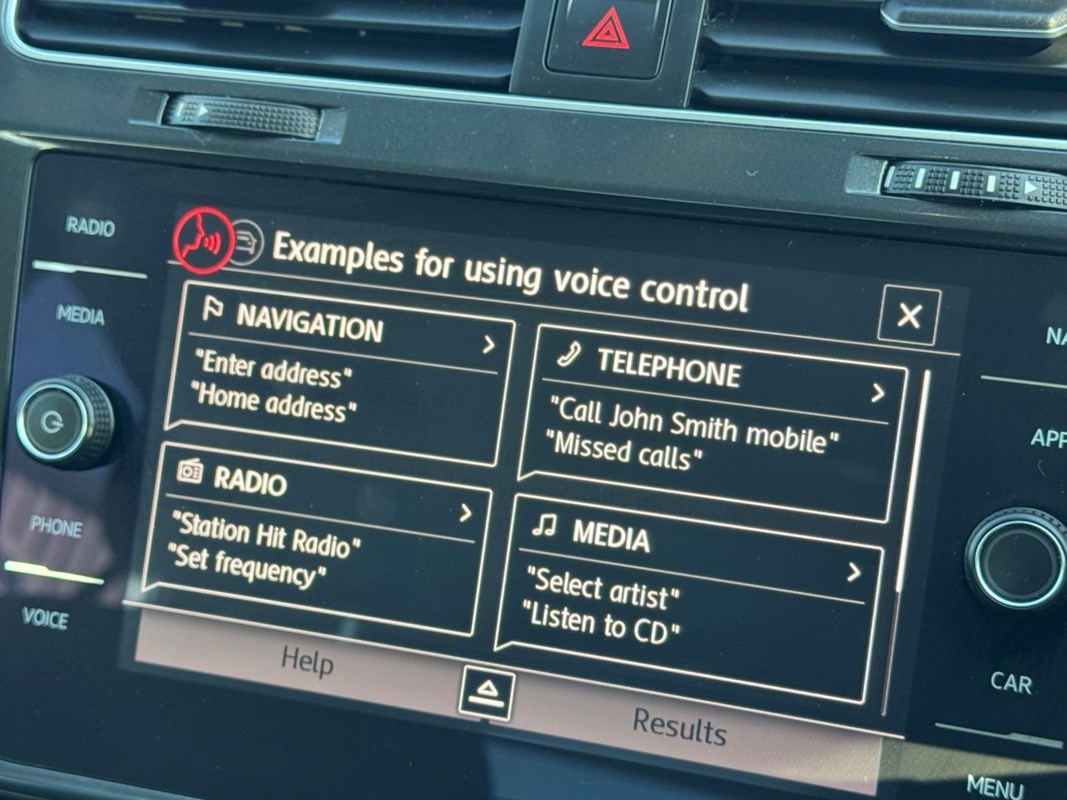 RADIO
MEDIA
PHONE
VOICE
Examples for using voice control
NAVIGATION
"Enter address"
"Home address"
TELEPHONE
"Call John Smith mobile"
"Missed calls"
RADIO
"Station Hit Radio"
"Set frequency"
MEDIA
"Select artist"
"Listen to CD"
Help
Results
NA
APP
CAR
MENU